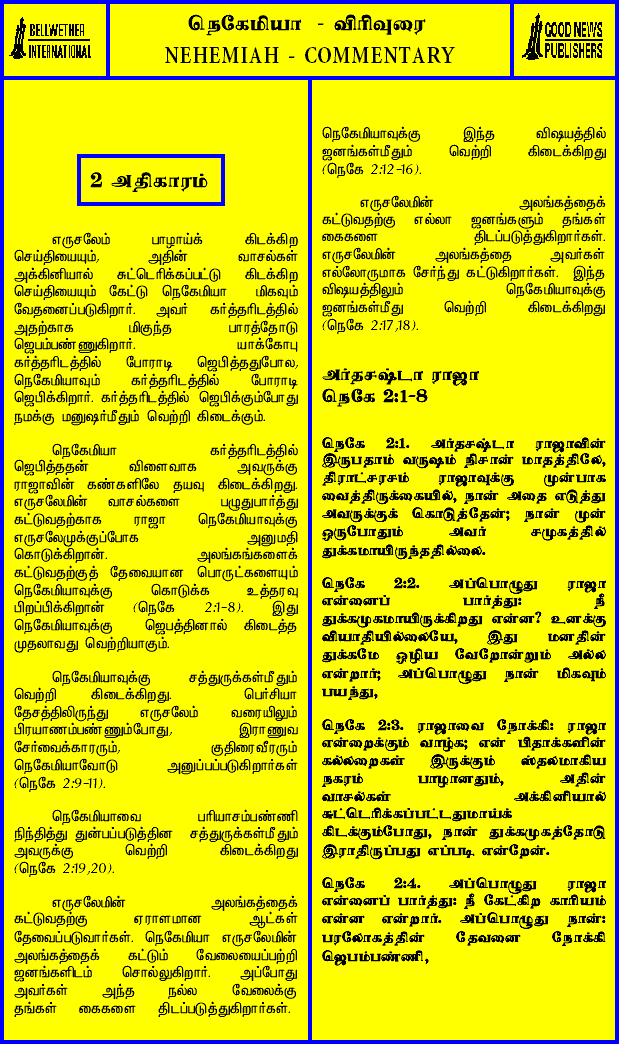 BELLWETHER
INTERNATIONAL
நெகேமியா - விரிவுரை
NEHEMIAH - COMMENTARY
GOOD NEWS
PUBLISHERS
2 அதிகாரம்
எருசலேம் பாழாய்க் கிடக்கிற
செய்தியையும், அதின் வாசல்கள்
அக்கினியால் சுட்டெரிக்கப்பட்டு கிடக்கிற
செய்தியையும் கேட்டு நெகேமியா மிகவும்
வேதனைப்படுகிறார். அவர் கர்த்தரிடத்தில்
அதற்காக மிகுந்த பாரத்தோடு
ஜெபம்பண்ணுகிறார். யாக்கோபு
கர்த்தரிடத்தில் போராடி ஜெபித்ததுபோல,
நெகேமியாவும் கர்த்தரிடத்தில் போராடி
ஜெபிக்கிறார். கர்த்தரிடத்தில் ஜெபிக்கும்போது
நமக்கு மனுஷர்மீதும் வெற்றி கிடைக்கும்.
நெகேமியா கர்த்தரிடத்தில்
ஜெபித்ததன் விளைவாக அவருக்கு
ராஜாவின் கண்களிலே தயவு கிடைக்கிறது.
எருசலேமின் வாசல்களை பழுதுபார்த்து
கட்டுவதற்காக ராஜா நெகேமியாவுக்கு
எருசலேமுக்குப்போக அனுமதி
கொடுக்கிறான். அலங்கங்களைக்
கட்டுவதற்குத் தேவையான பொருட்களையும்
நெகேமியாவுக்கு கொடுக்க உத்தரவு
பிறப்பிக்கிறான் (நெகே 2:1-8). இது
நெகேமியாவுக்கு ஜெபத்தினால் கிடைத்த
முதலாவது வெற்றியாகும்.
நெகேமியாவுக்கு சத்துருக்கள்மீதும்
வெற்றி கிடைக்கிறது. பெர்சியா
தேசத்திலிருந்து எருசலேம் வரையிலும்
பிரயாணம்பண்ணும்போது, இராணுவ
சேர்வைக்காரரும், குதிரைவீரரும்
நெகேமியாவோடு அனுப்பப்படுகிறார்கள்
(நெகே 2:9-11).
நெகேமியாவை பரியாசம்பண்ணி
நிந்தித்து துன்பப்படுத்தின சத்துருக்கள்மீதும்
அவருக்கு வெற்றி கிடைக்கிறது
(நெகே 2:19,20).
எருசலேமின் அலங்கத்தைக்
கட்டுவதற்கு ஏராளமான ஆட்கள்
தேவைப்படுவார்கள். நெகேமியா எருசலேமின்
அலங்கத்தைக் கட்டும் வேலையைப்பற்றி
ஜனங்களிடம் சொல்லுகிறார். அப்போது
அவர்கள் அந்த நல்ல வேலைக்கு
தங்கள் கைகளை திடப்படுத்துகிறார்கள்.
நெகேமியாவுக்கு இந்த விஷயத்தில்
ஜனங்கள்மீதும் வெற்றி கிடைக்கிறது
(நெகே 2:12-16).
எருசலேமின் அலங்கத்தைக்
கட்டுவதற்கு எல்லா ஜனங்களும் தங்கள்
கைகளை திடப்படுத்துகிறார்கள்.
எருசலேமின் அலங்கத்தை அவர்கள்
எல்லோருமாக சேர்ந்து கட்டுகிறார்கள். இந்த
விஷயத்திலும் நெகேமியாவுக்கு
ஜனங்கள்மீது வெற்றி கிடைக்கிறது
(நெகே 2:17,18).
அர்தசஷ்டா ராஜா
நெகே 2:1-8
நெகே 2:1. அர்தசஷ்டா ராஜாவின்
இருபதாம் வருஷம் நிசான் மாதத்திலே,
திராட்சரசம் ராஜாவுக்கு முன்பாக
வைத்திருக்கையில், நான் அதை எடுத்து
அவருக்குக் கொடுத்தேன்; நான் முன்
ஒருபோதும் அவர் சமுகத்தில்
துக்கமாயிருந்ததில்லை.
நெகே 2:2. அப்பொழுது ராஜா
என்னைப் பார்த்து: நீ
துக்கமுகமாயிருக்கிறது என்ன? உனக்கு
வியாதியில்லையே, இது மனதின்
துக்கமே ஒழிய வேறோன்றும் அல்ல
என்றார்; அப்பொழுது நான் மிகவும்
பயந்து,
நெகே 2:3. ராஜாவை நோக்கி: ராஜா
என்றைக்கும் வாழ்க; என் பிதாக்களின்
கல்லறைகள் இருக்கும் ஸ்தலமாகிய
நகரம் பாழானதும், அதின்
வாசல்கள் அக்கினியால்
சுட்டெரிக்கப்பட்டதுமாய்க்
கிடக்கும்போது, நான் துக்கமுகத்தோடு
இராதிருப்பது எப்படி என்றேன்.
நெகே 2:4. அப்பொழுது ராஜா
என்னைப் பார்த்து: நீ கேட்கிற காரியம்
என்ன என்றார். அப்பொழுது நான்:
பரலோகத்தின் தேவனை நோக்கி
ஜெபம்பண்ணி,